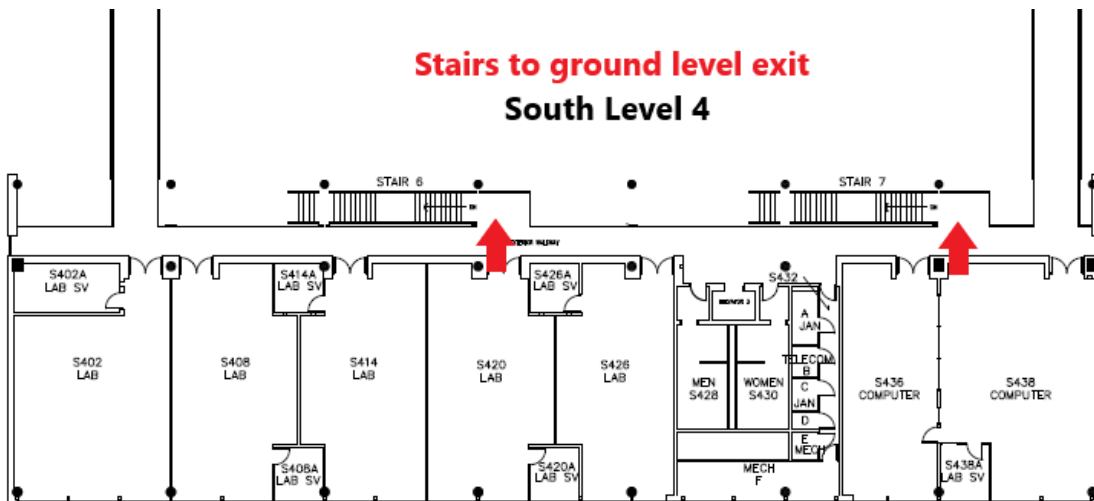 Stairs to ground level exit
South Level 4
STAIR 6
STAIR 7
S402A
LAB SV
S414A
LAB SV
S426A
LAB SV
S432
A
JAN
TELECOM
B
C
JAN
D
E
MECH
S402
LAB
S408
LAB
S414
LAB
S420
LAB
S426
LAB
MEN
S428
WOMEN
S430
S436
COMPUTER
S438
COMPUTER
S408A
LAB SV
S420A
LAB SV
MECH
F
S438A
LAB SV